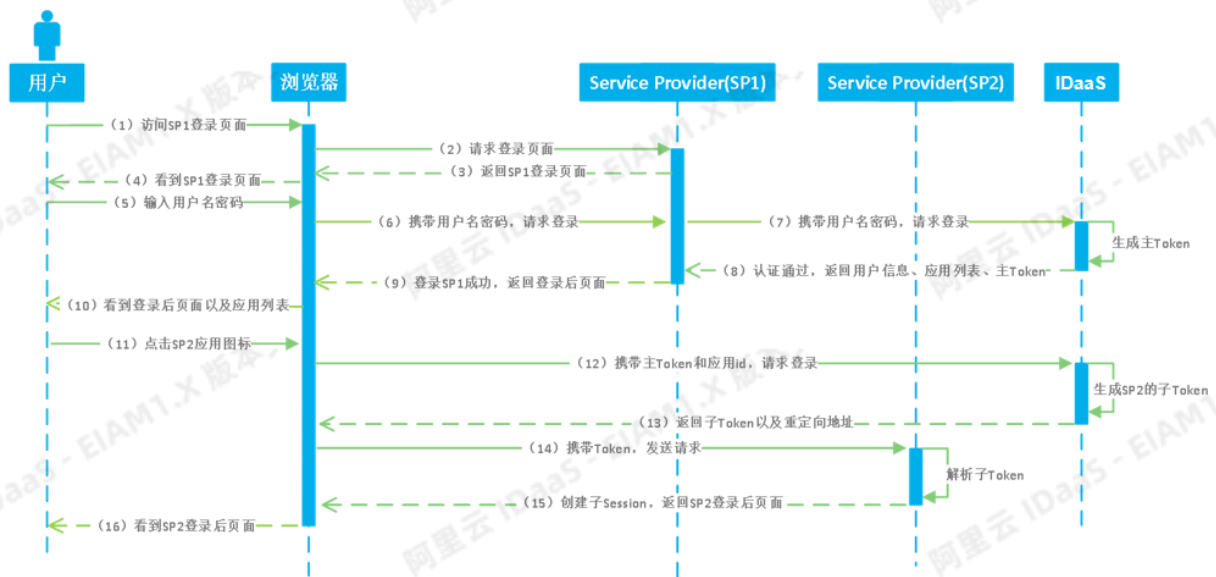 用户
浏览器
Service Provider(SP1)
Service Provider(SP2)
IDaaS
(1) 访问SP1登录页面
(2) 请求登录页面
(3) 返回SP1登录页面
(4) 看到SP1登录页面
(5) 输入用户名密码
(6) 携带用户名密码，请求登录
(7) 携带用户名密码，请求登录
生成主Token
(8) 认证通过，返回用户信息、应用列表、主Token
(9) 登录SP1成功，返回登录后页面
(10) 看到登录后页面以及应用列表
(11) 点击SP2应用图标
(12) 携带主Token和应用id，请求登录
生成SP2的子Token
(13) 返回子Token以及重定向地址
(14) 携带Token，发送请求
解析子Token
(15) 创建子Session，返回SP2登录后页面
(16) 看到SP2登录后页面
阿里云 IDaaS - EIAM1.X 版本